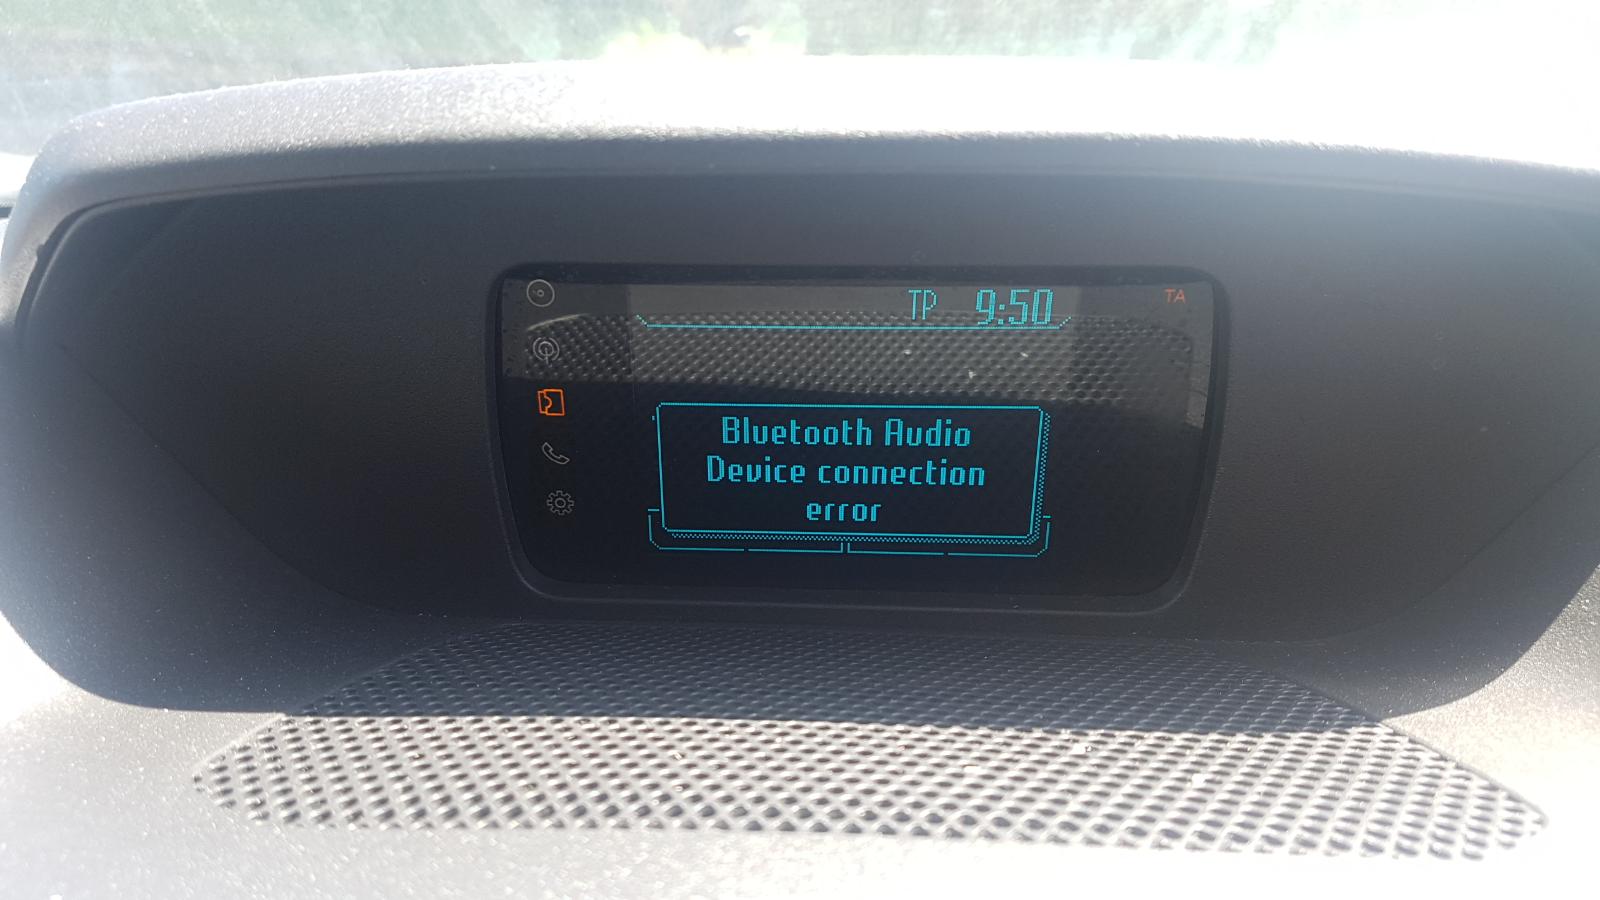 TP 9:50 TA
Bluetooth Audio
Device connection
error